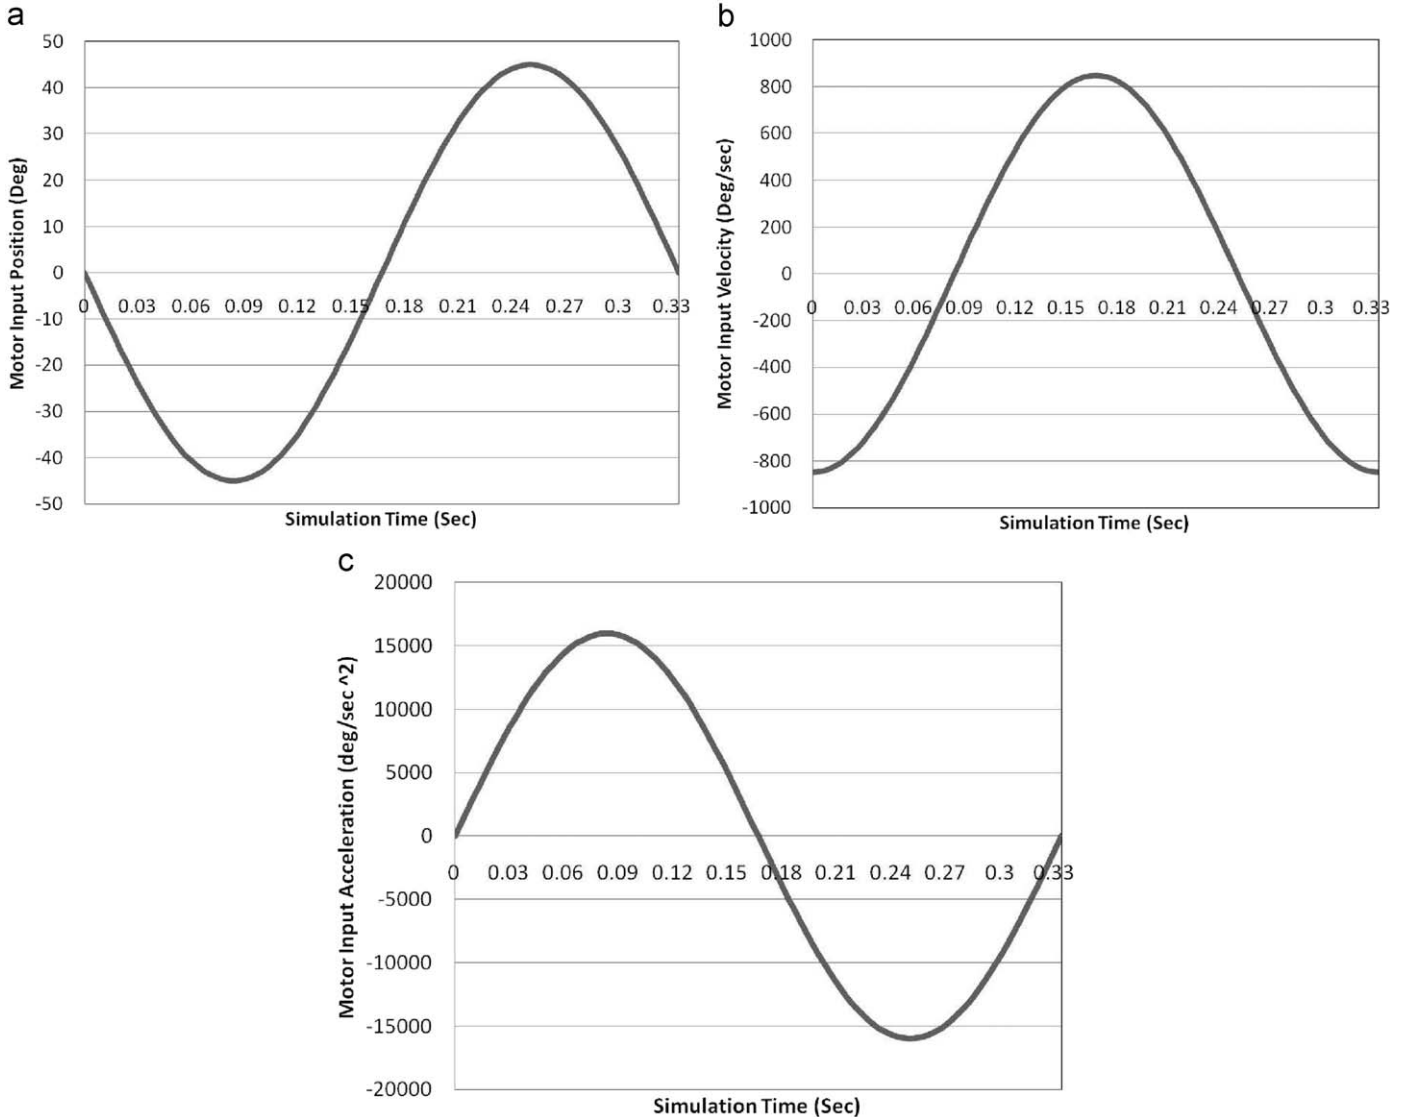 a
Motor Input Position (Deg)
50
40
30
20
10
0
-10
-20
-30
-40
-50
0 0.03 0.06 0.09 0.12 0.15 0.18 0.21 0.24 0.27 0.3 0.33
Simulation Time (Sec)
b
Motor Input Velocity (Deg/sec)
1000
800
600
400
200
0
-200
-400
-600
-800
-1000
0 0.03 0.06 0.09 0.12 0.15 0.18 0.21 0.24 0.27 0.3 0.33
Simulation Time (Sec)
c
Motor Input Acceleration (deg/sec ^2)
20000
15000
10000
5000
0
-5000
-10000
-15000
-20000
0 0.03 0.06 0.09 0.12 0.15 0.18 0.21 0.24 0.27 0.3 0.33
Simulation Time (Sec)